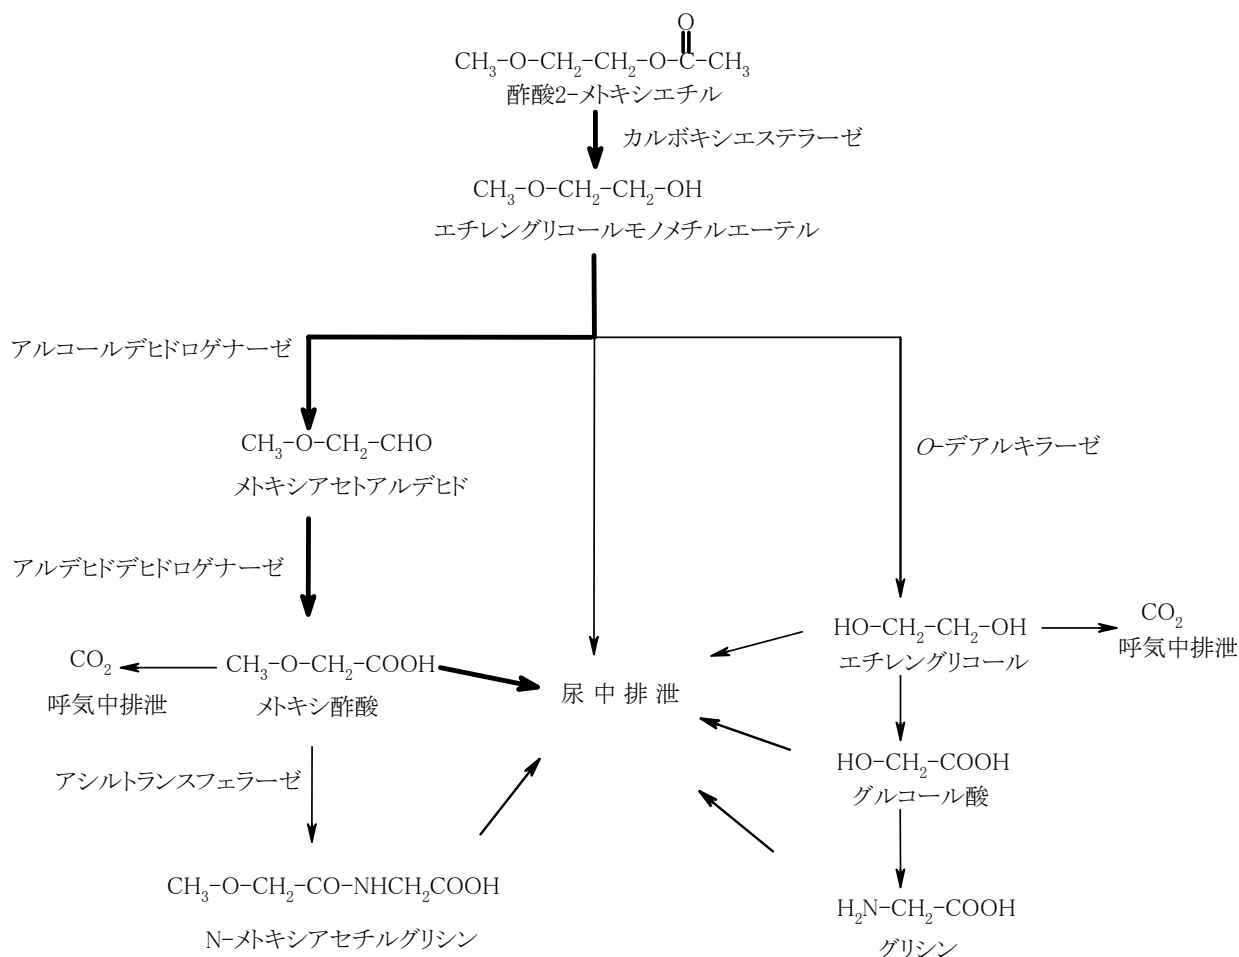 O
CH3-O-CH2-CH2-O-C-CH3
酢酸2-メトキシエチル
カルボキシエステラーゼ
CH3-O-CH2-CH2-OH
エチレングリコールモノメチルエーテル
アルコールデヒドロゲナーゼ
CH3-O-CH2-CHO
メトキシアセトアルデヒド
O-デアルキラーゼ
アルデヒドデヒドロゲナーゼ
CO2
呼気中排泄
CH3-O-CH2-COOH
メトキシ酢酸
尿中排泄
HO-CH2-CH2-OH
エチレングリコール
CO2
呼気中排泄
アシルトランスフェラーゼ
HO-CH2-COOH
グルコール酸
CH3-O-CH2-CO-NHCH2COOH
N-メトキシアセチルグリシン
H2N-CH2-COOH
グリシン